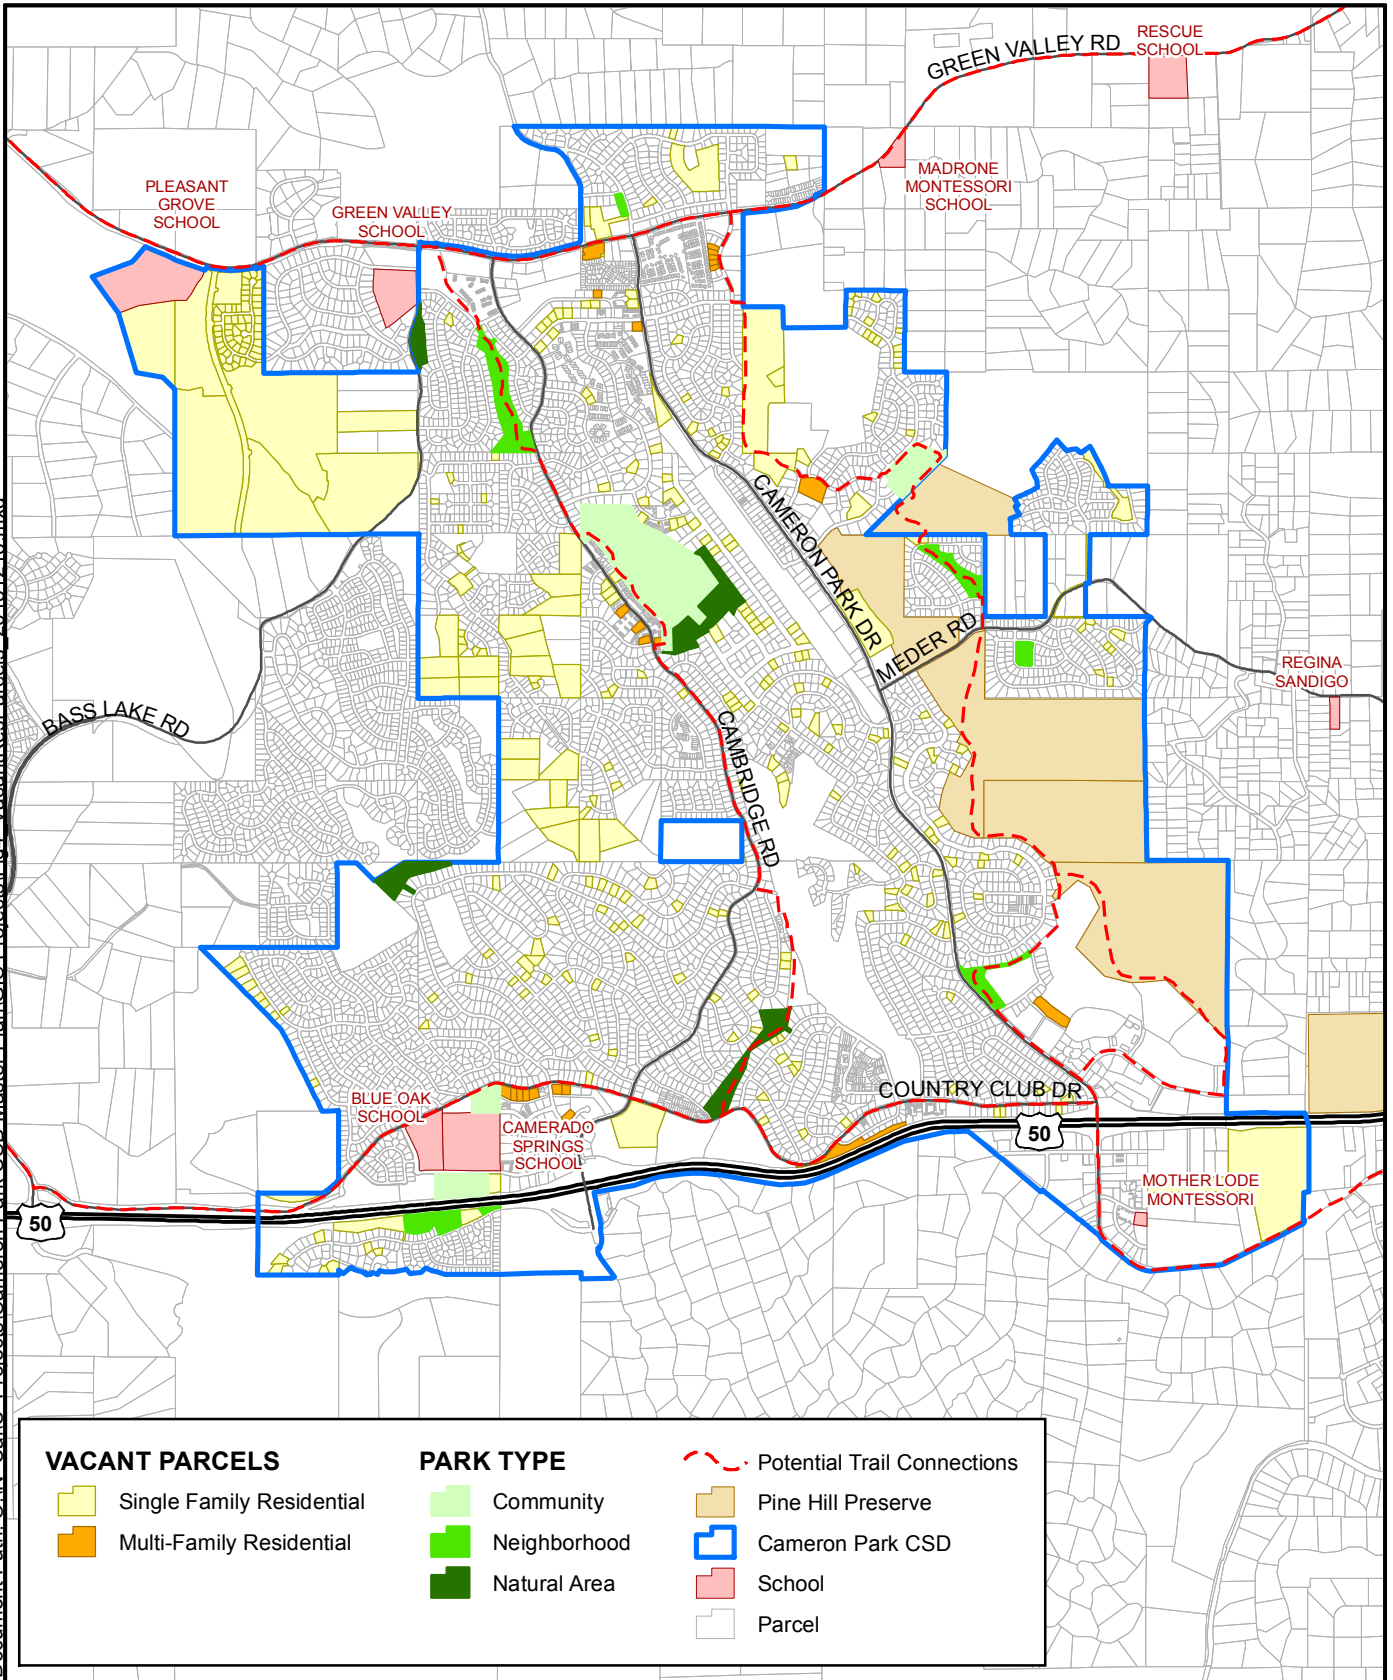 RESCUE
SCHOOL
GREEN VALLEY RD
MADRONE
MONTESSORI
SCHOOL
PLEASANT
GROVE
SCHOOL
GREEN VALLEY
SCHOOL
CAMERON PARK DR
MEDER RD
REGINA
SANDIGO
BASS LAKE RD
CAMBRIDGE RD
COUNTRY CLUB DR
BLUE OAK
SCHOOL
CAMERADO
SPRINGS
SCHOOL
50
MOTHER LODE
MONTESSORI
50
VACANT PARCELS
Single Family Residential
Multi-Family Residential
PARK TYPE
Community
Neighborhood
Natural Area
Potential Trail Connections
Pine Hill Preserve
Cameron Park CSD
School
Parcel